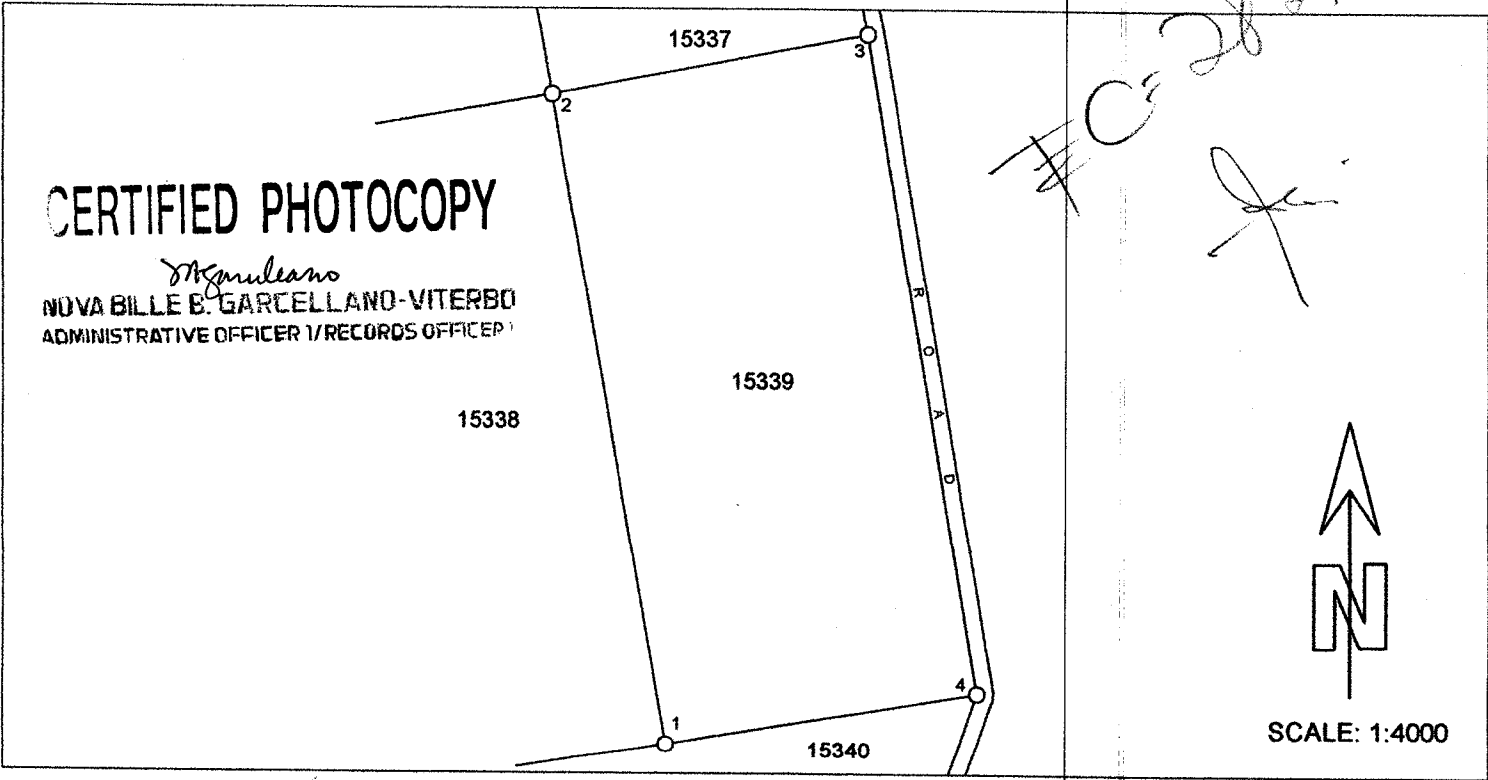 15337
3
2
CERTIFIED PHOTOCOPY
NOVA BILLE B. GARCELLANO-VITERBO
ADMINISTRATIVE OFFICER I/RECORDS OFFICER I
15338
15339
ROAD
N
4
1
15340
SCALE: 1:4000